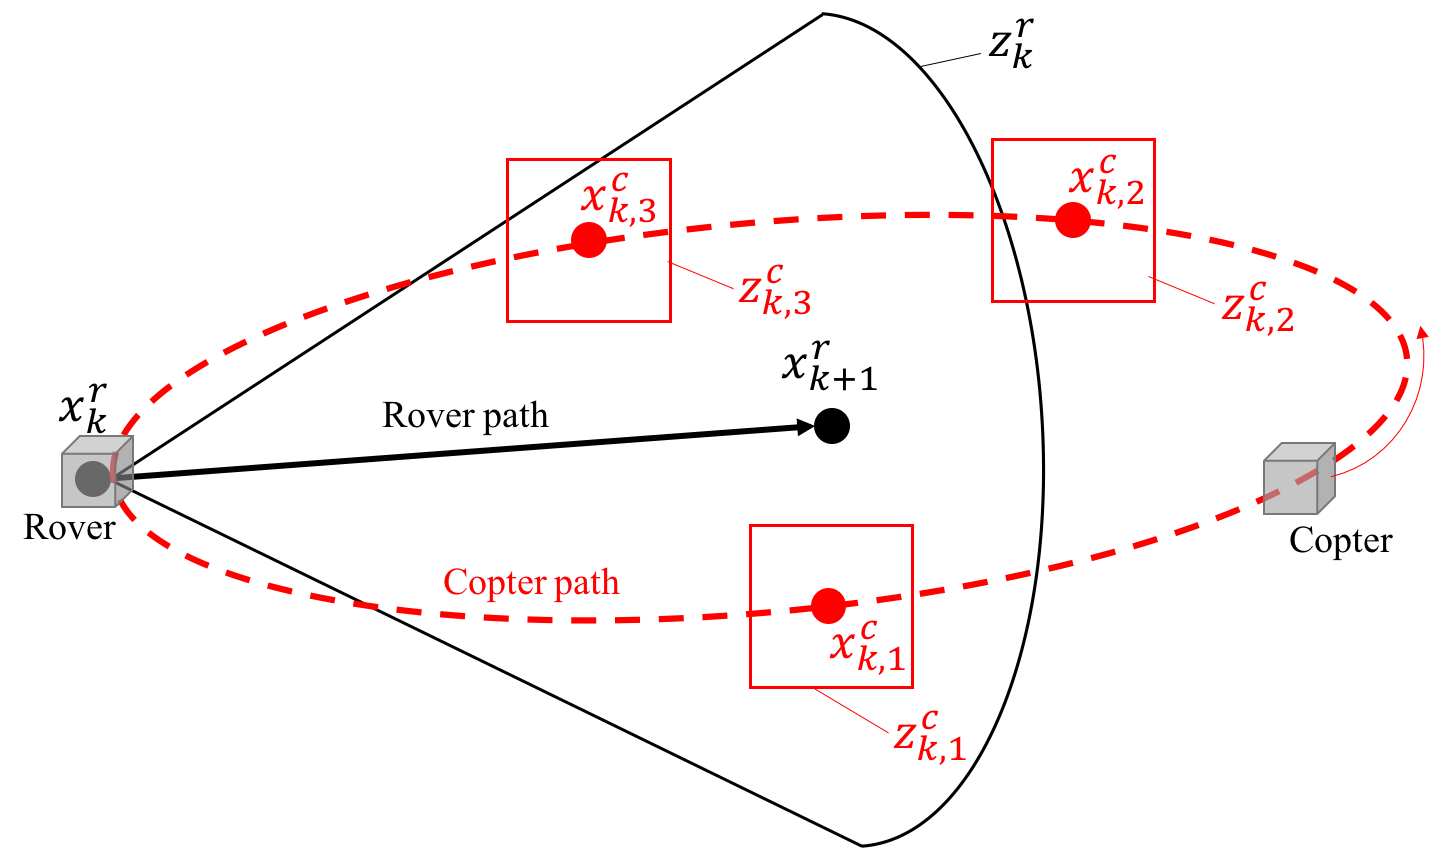 z_k^r
x_{k,3}^c
x_{k,2}^c
z_{k,3}^c
z_{k,2}^c
x_{k+1}^r
x_k^r
Rover path
Rover
Copter
Copter path
x_{k,1}^c
z_{k,1}^c